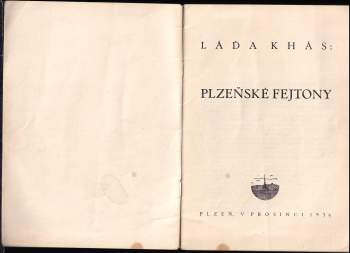 LÁĎA KHÁS:
PLZEŇSKÉ FEJTONY
PLZEŇ, V PROSINCI 1936